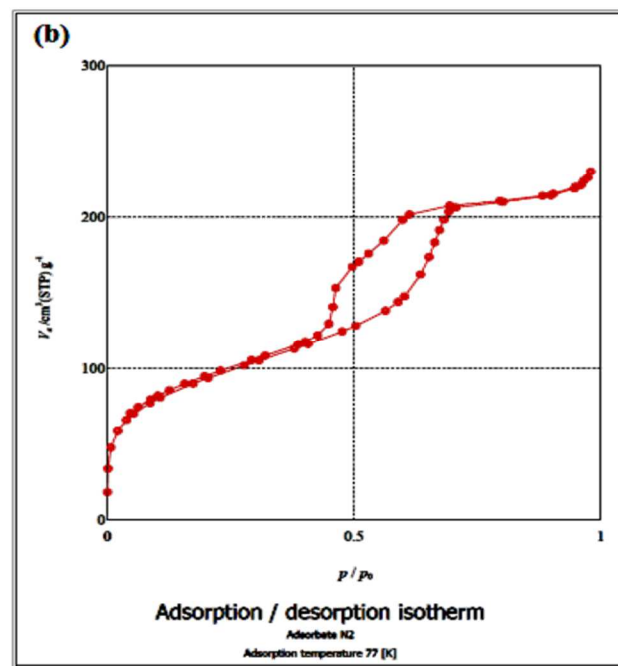 (b)
300
200
100
0
0
0.5
1
Va /cm³(STP) g⁻¹
p / p₀
Adsorption / desorption isotherm
Adsorbate N2
Adsorption temperature 77 [K]